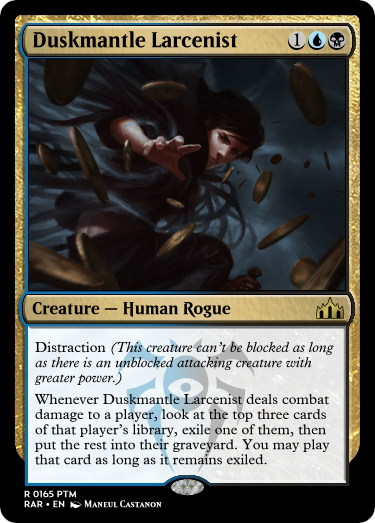 Duskmantle Larcenist 1
Creature — Human Rogue
Distraction (This creature can't be blocked as long
as there is an unblocked attacking creature with
greater power.)
Whenever Duskmantle Larcenist deals combat
damage to a player, look at the top three cards
of that player's library, exile one of them, then
put the rest into their graveyard. You may play
that card as long as it remains exiled.
R 0165 PTM
RAR • EN Maneul Castanon